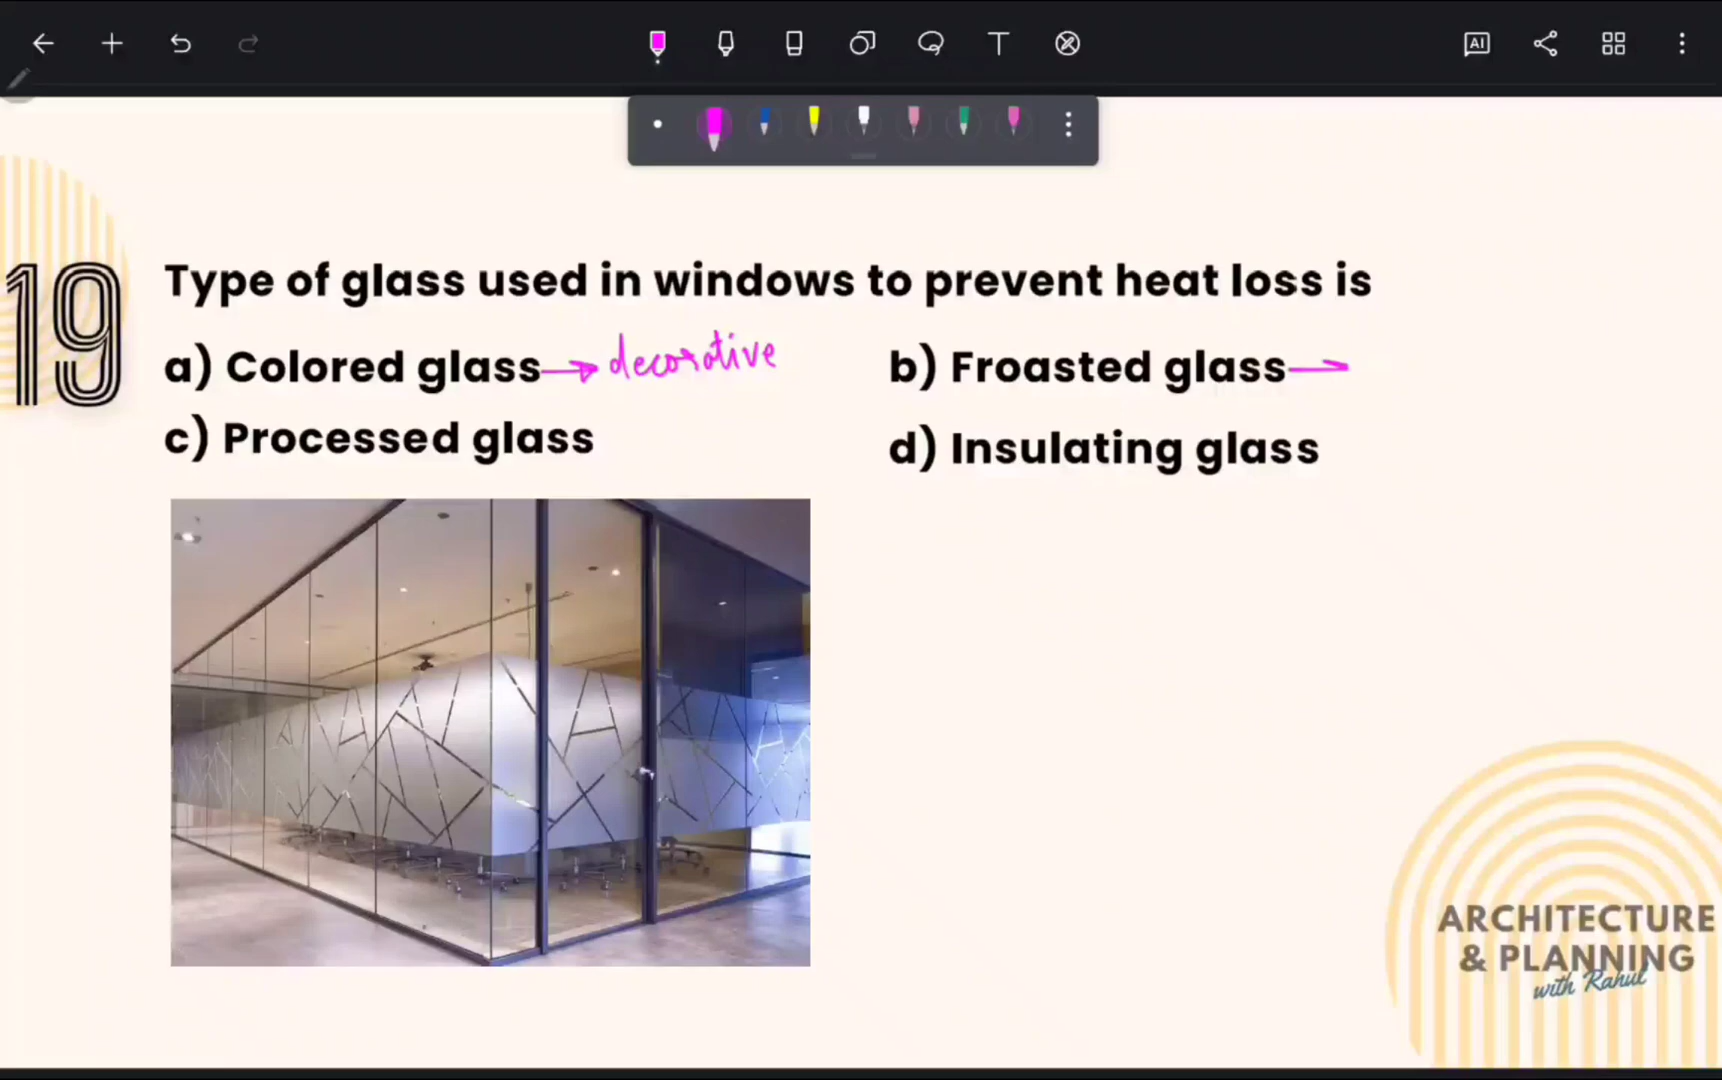 T
AI
19
Type of glass used in windows to prevent heat loss is
a) Colored glass → decorative
b) Froasted glass →
c) Processed glass
d) Insulating glass
ARCHITECTURE
& PLANNING
with Rahul